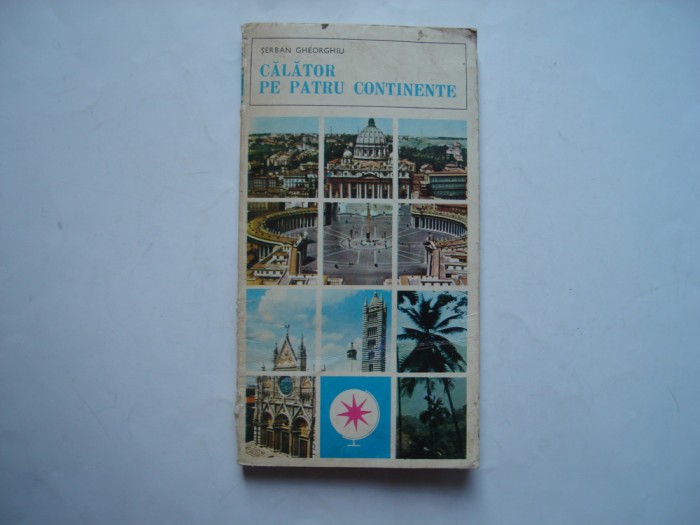 ȘERBAN GHEORGHIU
CĂLĂTOR
PE PATRU CONTINENTE